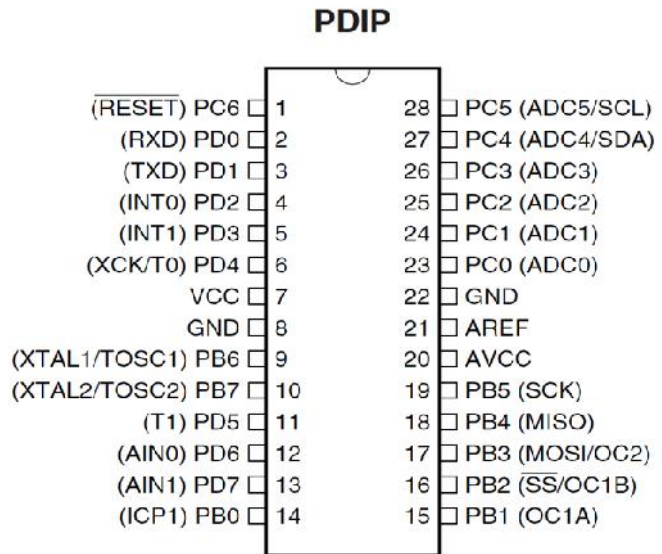 PDIP
(RESET) PC6 1 28 PC5 (ADC5/SCL)
(RXD) PD0 2 27 PC4 (ADC4/SDA)
(TXD) PD1 3 26 PC3 (ADC3)
(INT0) PD2 4 25 PC2 (ADC2)
(INT1) PD3 5 24 PC1 (ADC1)
(XCK/T0) PD4 6 23 PC0 (ADC0)
VCC 7 22 GND
GND 8 21 AREF
(XTAL1/TOSC1) PB6 9 20 AVCC
(XTAL2/TOSC2) PB7 10 19 PB5 (SCK)
(T1) PD5 11 18 PB4 (MISO)
(AIN0) PD6 12 17 PB3 (MOSI/OC2)
(AIN1) PD7 13 16 PB2 (SS/OC1B)
(ICP1) PB0 14 15 PB1 (OC1A)